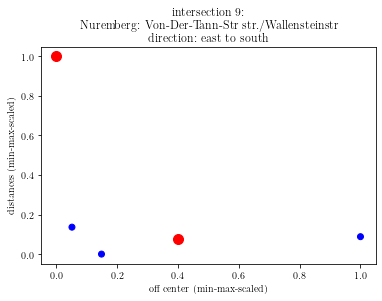 intersection 9:
Nuremberg: Von-Der-Tann-Str str./Wallensteinstr
direction: east to south
distances (min-max-scaled)
1.0
0.8
0.6
0.4
0.2
0.0
0.0 0.2 0.4 0.6 0.8 1.0
off center (min-max-scaled)